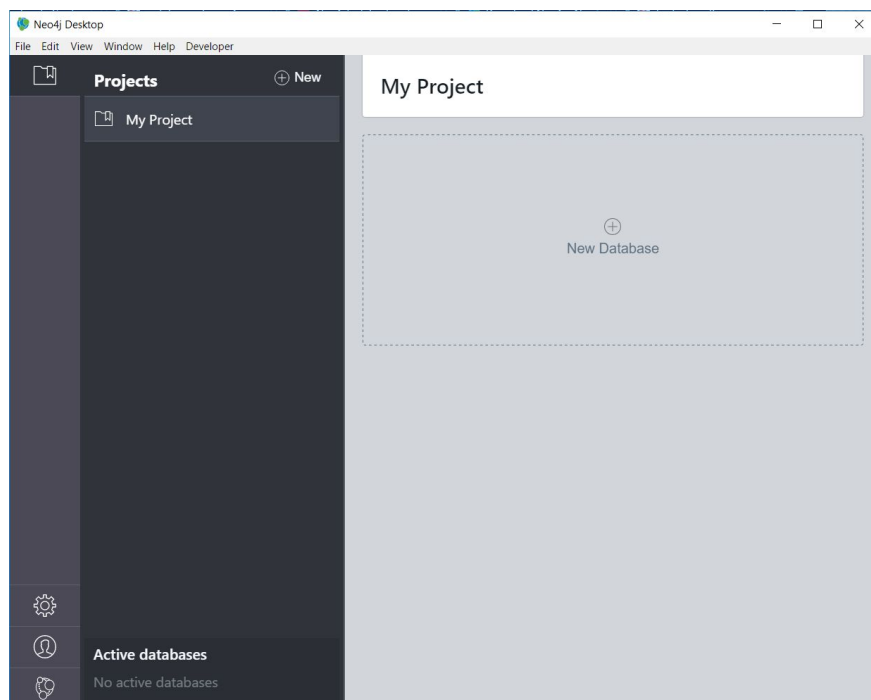 Neo4j Desktop
File Edit View Window Help Developer
Projects
New
My Project
My Project
New Database
Active databases
No active databases